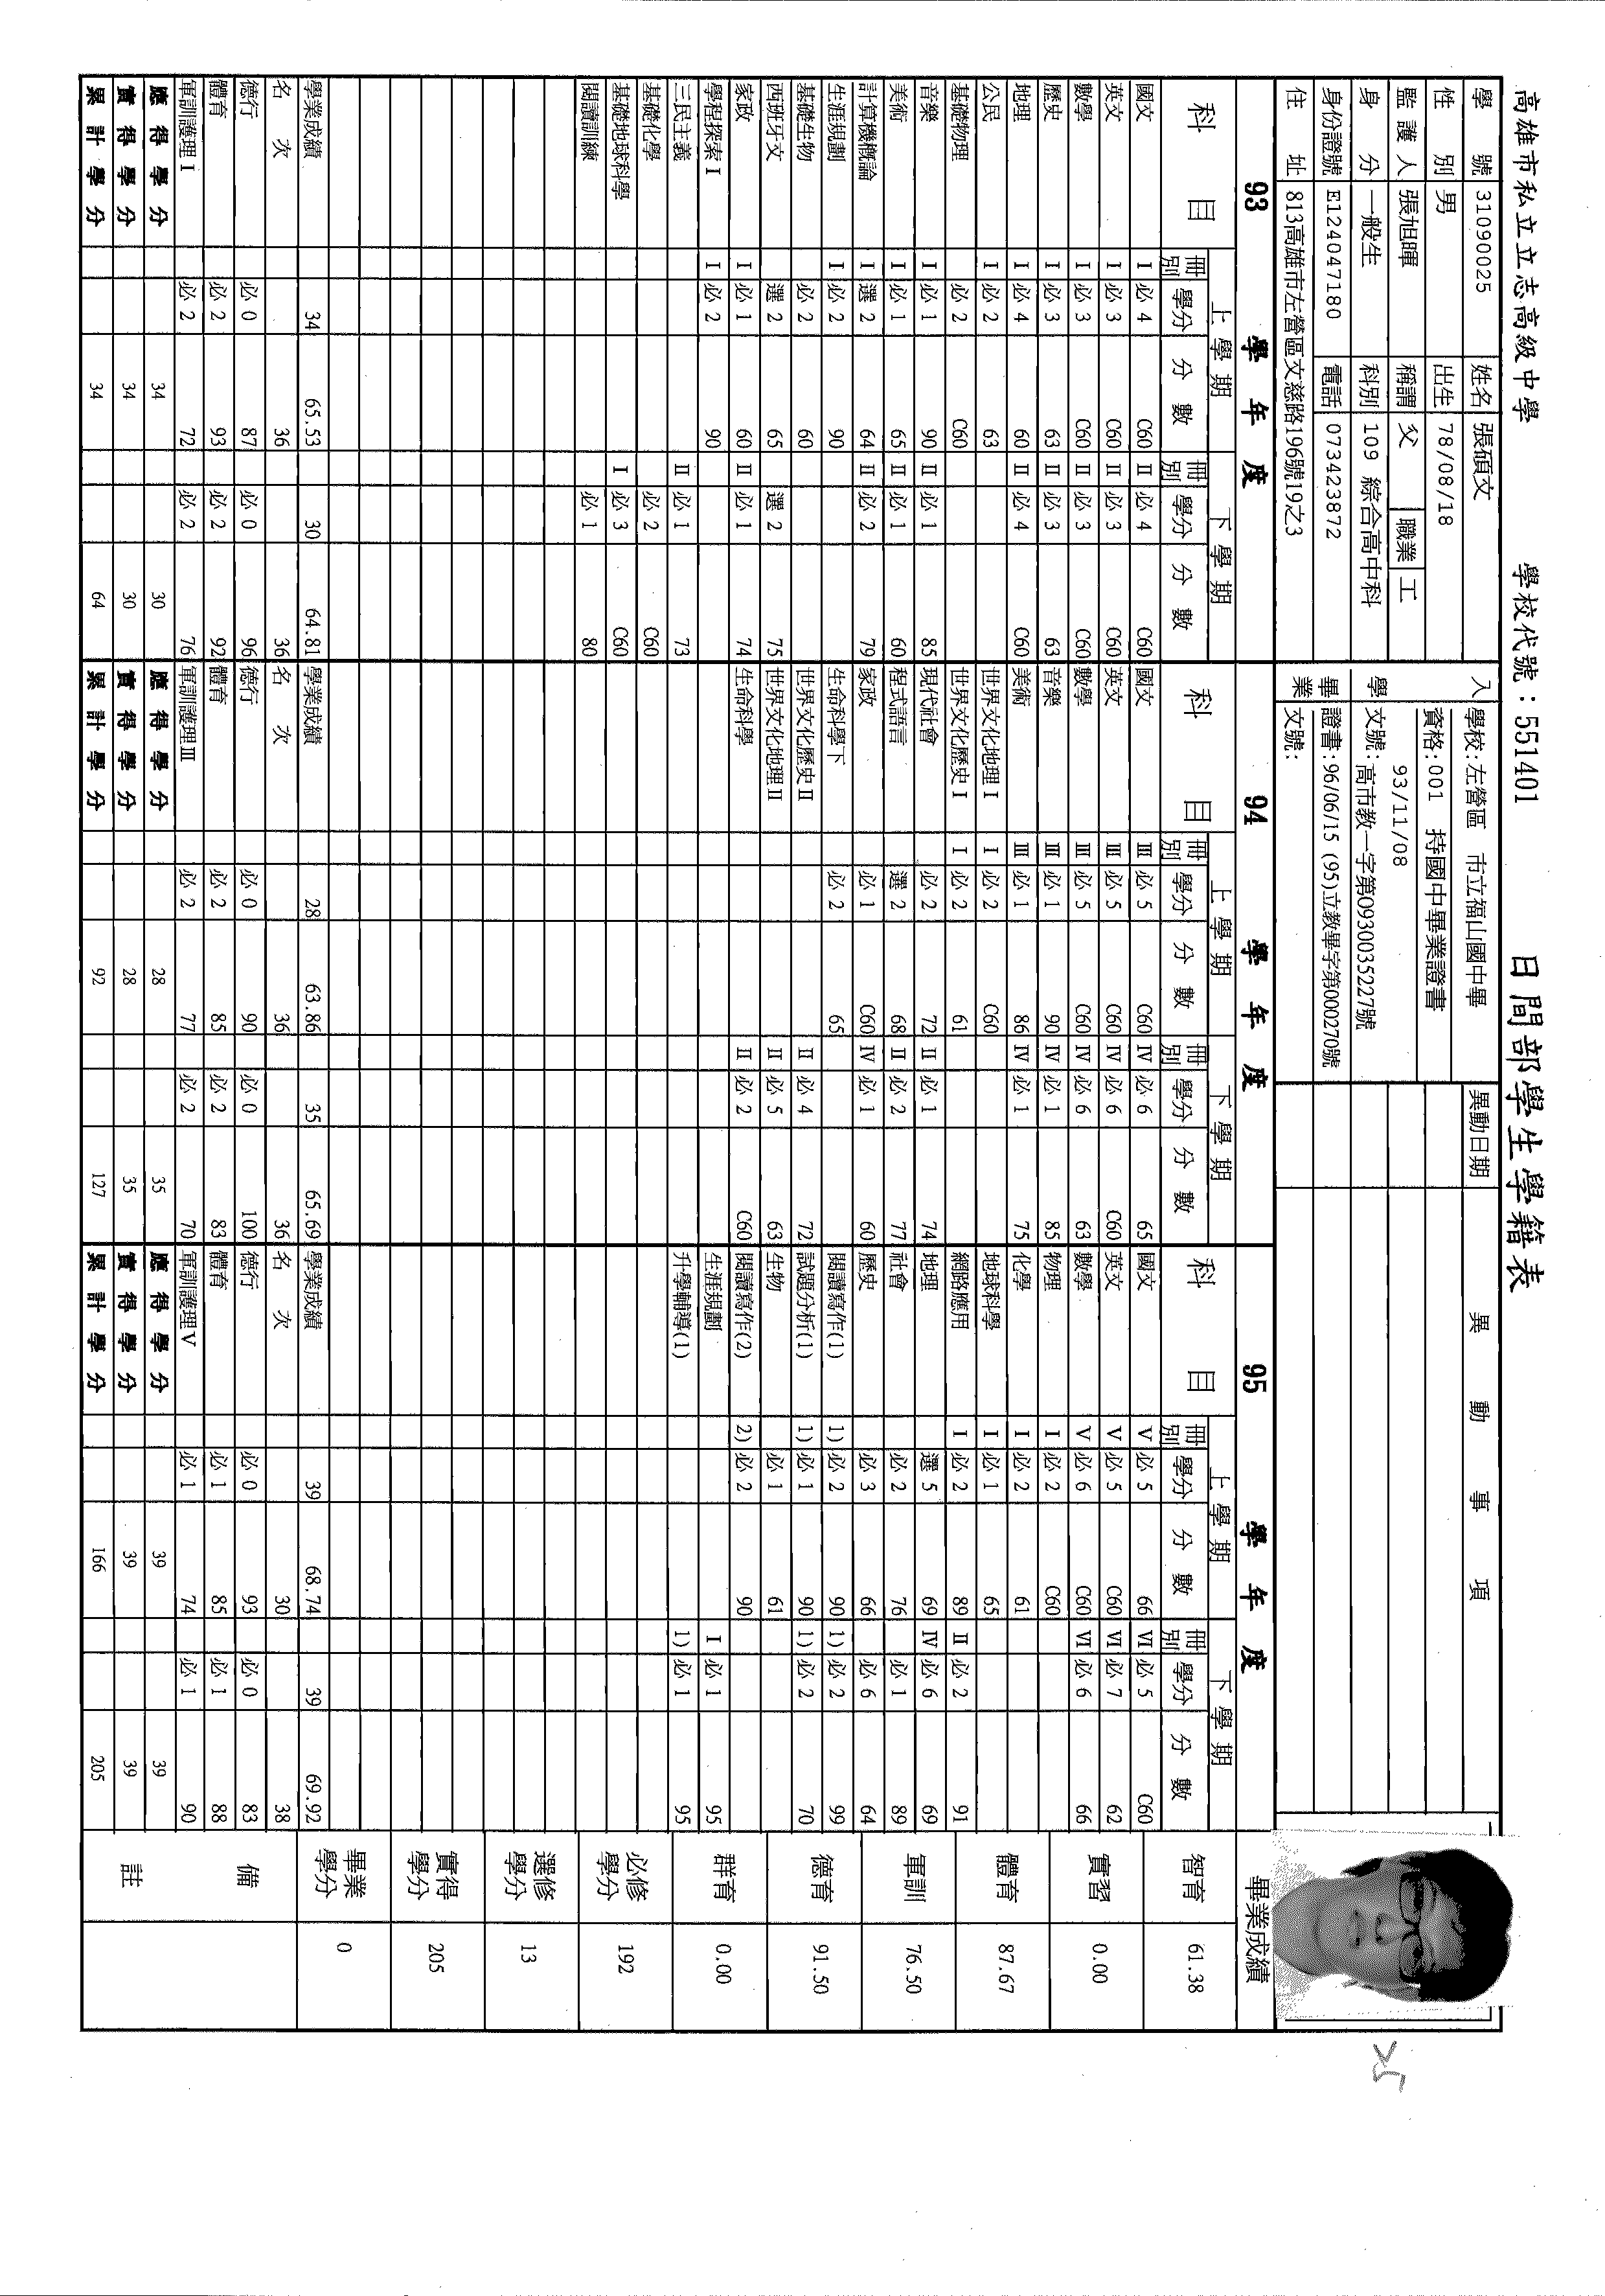 高雄市私立立志高級中學 學校代號：551401 日間部學生學籍表
學號 31090025 姓名 張碩文
性別 男 出生 78/08/18
監護人 張旭暉 稱謂 父 職業 工
身分 一般生 科別 109 綜合高中科
身份證號 E124047180 電話 073423872
住址 813高雄市左營區文慈路196號19之3
入學 學校:左營區 市立福山國中畢
資格:001 持國中畢業證書
93/11/08
文號:高市教一字第0930035227號
畢業 證書:96/06/15 (95)立教畢字第000270號
文號:
異動日期 異動事項
93 學年度
科目 上學期 下學期
冊別 學分 分數 冊別 學分 分數
國文 I 必 4 C60 II 必 4 C60
英文 I 必 3 C60 II 必 3 C60
數學 I 必 3 C60 II 必 3 C60
歷史 I 必 3 63 II 必 3 63
地理 I 必 4 60 II 必 4 C60
公民 I 必 2 63
基礎物理 必 2 C60
音樂 I 必 1 90 II 必 1 85
美術 I 必 1 65 II 必 1 60
計算機概論 I 選 2 64 II 必 2 79
生涯規劃 I 必 2 90
基礎生物 必 2 60
西班牙文 選 2 65 選 2 75
家政 I 必 1 60 II 必 1 74
學程探索 I I 必 2 90
三民主義 II 必 1 73
基礎化學 必 2 C60
基礎地球科學 I 必 3 C60
閱讀訓練 必 1 80
學業成績 34 65.53 30 64.81
名次 36 36
德行 必 0 87 必 0 96
體育 必 2 93 必 2 92
軍訓護理 I 必 2 72 必 2 76
應得學分 34 30
實得學分 34 30
累計學分 34 64
94 學年度
科目 上學期 下學期
冊別 學分 分數 冊別 學分 分數
國文 III 必 5 C60 IV 必 6 65
英文 III 必 5 C60 IV 必 6 C60
數學 III 必 5 C60 IV 必 6 63
音樂 III 必 1 90 IV 必 1 85
美術 III 必 1 86 IV 必 1 75
世界文化地理 I I 必 2 C60
世界文化歷史 I I 必 2 61
現代社會 必 2 72 II 必 1 74
程式語言 選 2 68 II 必 2 77
家政 必 1 C60 IV 必 1 60
生命科學下 必 2 65
世界文化歷史 II II 必 4 72
世界文化地理 II II 必 5 63
生命科學 II 必 2 C60
學業成績 28 63.86 35 65.69
名次 36 36
德行 必 0 90 必 0 100
體育 必 2 85 必 2 83
軍訓護理 III 必 2 77 必 2 70
應得學分 28 35
實得學分 28 35
累計學分 92 127
95 學年度
科目 上學期 下學期
冊別 學分 分數 冊別 學分 分數
國文 V 必 5 66 VI 必 5 C60
英文 V 必 5 C60 VI 必 7 62
數學 V 必 6 C60 VI 必 6 66
物理 I 必 2 C60
化學 I 必 2 61
地球科學 I 必 1 65
網路應用 I 必 2 89 II 必 2 91
地理 選 5 69 IV 必 6 69
社會 必 2 76 必 1 89
歷史 必 3 66 必 6 64
閱讀寫作(1) 1) 必 2 90 1) 必 2 99
試題分析(1) 1) 必 1 90 1) 必 2 70
生物 必 1 61
閱讀寫作(2) 2) 必 2 90
生涯規劃 I 必 1 95
升學輔導(1) 1) 必 1 95
學業成績 39 68.74 39 69.92
名次 30 38
德行 必 0 93 必 0 83
體育 必 1 85 必 1 88
軍訓護理 V 必 1 74 必 1 90
應得學分 39 39
實得學分 39 39
累計學分 166 205
畢業成績
智育 61.38
實習 0.00
體育 87.67
軍訓 76.50
德育 91.50
群育 0.00
必修學分 192
選修學分 13
實得學分 205
畢業學分 0
備註